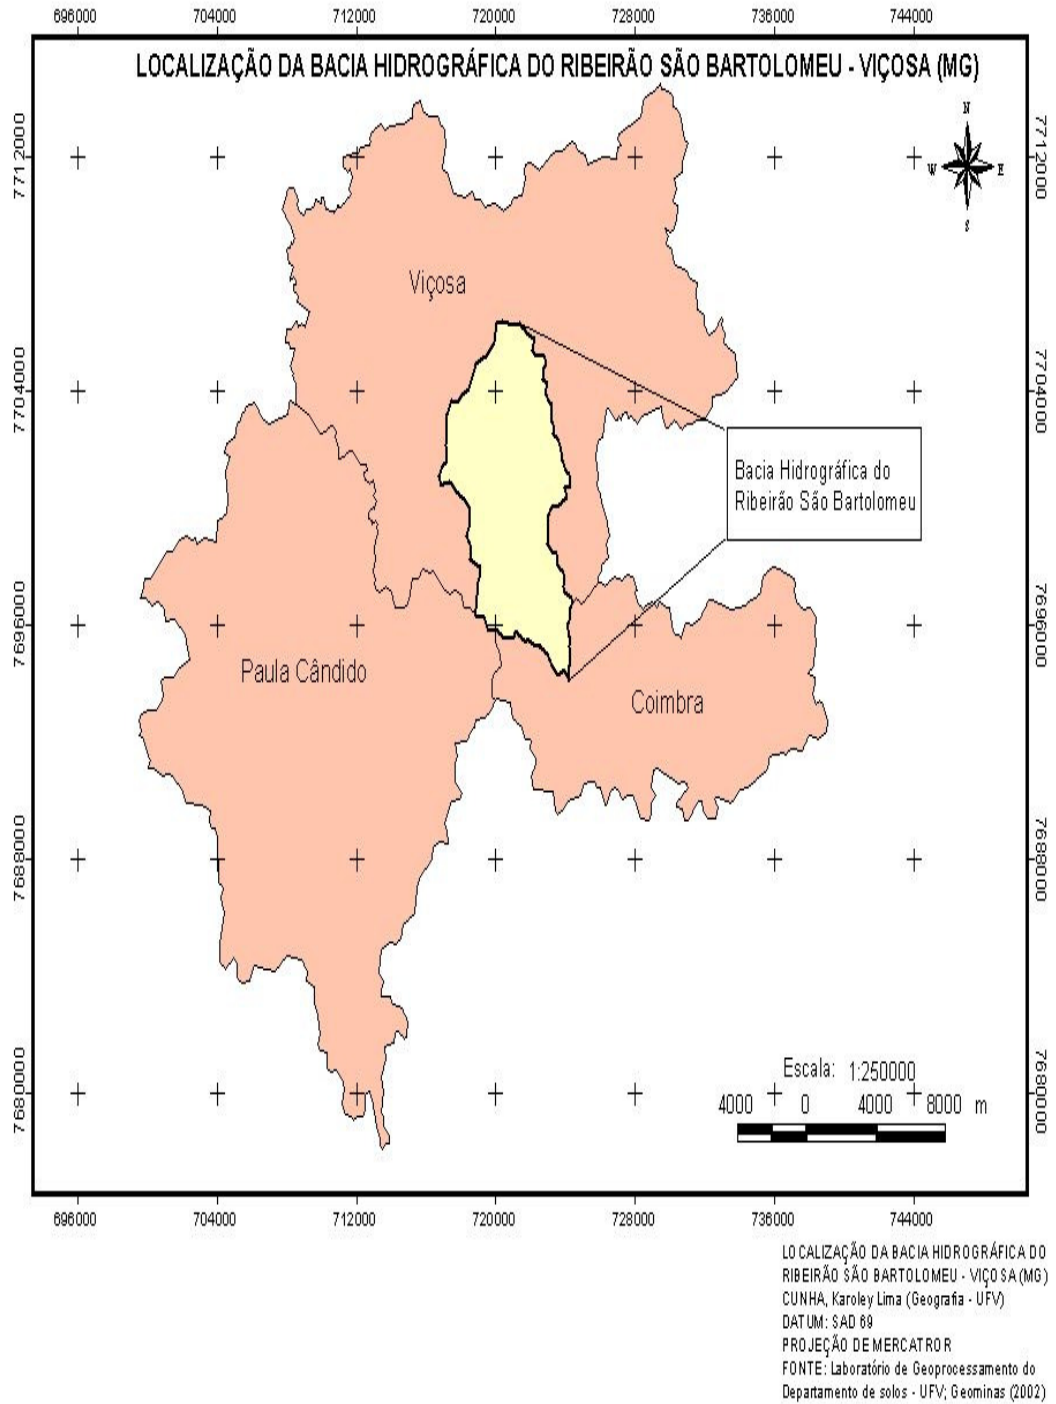 696000 704000 712000 720000 728000 736000 744000
LOCALIZAÇÃO DA BACIA HIDROGRÁFICA DO RIBEIRÃO SÃO BARTOLOMEU - VIÇOSA (MG)
N
W E
S
7712000 7712000
Viçosa
7704000 7704000
Bacia Hidrográfica do
Ribeirão São Bartolomeu
7696000 7696000
Paula Cândido
Coimbra
7688000 7688000
Escala: 1:250000
7680000 7680000
4000 0 4000 8000 m
696000 704000 712000 720000 728000 736000 744000
LOCALIZAÇÃO DA BACIA HIDROGRÁFICA DO
RIBEIRÃO SÃO BARTOLOMEU - VIÇOSA (MG)
CUNHA, Karoley Lima (Geografia - UFV)
DATUM: SAD 69
PROJEÇÃO DE MERCATROR
FONTE: Laboratório de Geoprocessamento do
Departamento de solos - UFV; Geominas (2002)